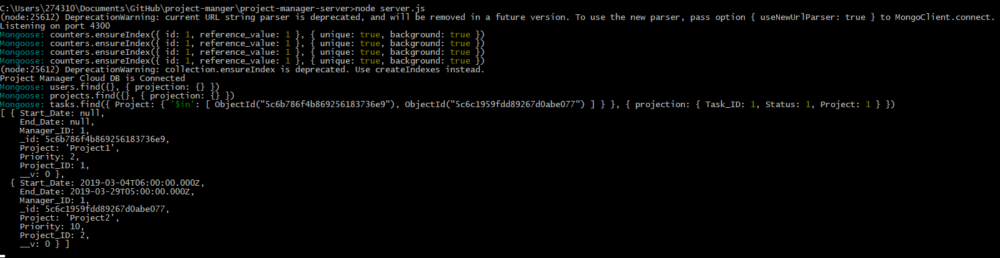 C:\Users\274310\Documents\GitHub\project-manger\project-manager-server>node server.js
(node:25612) DeprecationWarning: current URL string parser is deprecated, and will be removed in a future version. To use the new parser, pass option { useNewUrlParser: true } to MongoClient.connect.
Listening on port 4300
Mongoose: counters.ensureIndex({ id: 1, reference_value: 1 }, { unique: true, background: true })
Mongoose: counters.ensureIndex({ id: 1, reference_value: 1 }, { unique: true, background: true })
Mongoose: counters.ensureIndex({ id: 1, reference_value: 1 }, { unique: true, background: true })
Mongoose: counters.ensureIndex({ id: 1, reference_value: 1 }, { unique: true, background: true })
(node:25612) DeprecationWarning: collection.ensureIndex is deprecated. Use createIndexes instead.
Project Manager Cloud DB is Connected
Mongoose: users.find({}, { projection: {} })
Mongoose: projects.find({}, { projection: {} })
Mongoose: tasks.find({ Project: { '$in': [ ObjectId("5c6b786f4b869256183736e9"), ObjectId("5c6c1959fdd89267d0abe077") ] } }, { projection: { Task_ID: 1, Status: 1, Project: 1 } })
[ { Start_Date: null,
    End_Date: null,
    Manager_ID: 1,
    _id: 5c6b786f4b869256183736e9,
    Project: 'Project1',
    Priority: 2,
    Project_ID: 1,
    __v: 0 },
  { Start_Date: 2019-03-04T06:00:00.000Z,
    End_Date: 2019-03-29T05:00:00.000Z,
    Manager_ID: 1,
    _id: 5c6c1959fdd89267d0abe077,
    Project: 'Project2',
    Priority: 10,
    Project_ID: 2,
    __v: 0 } ]